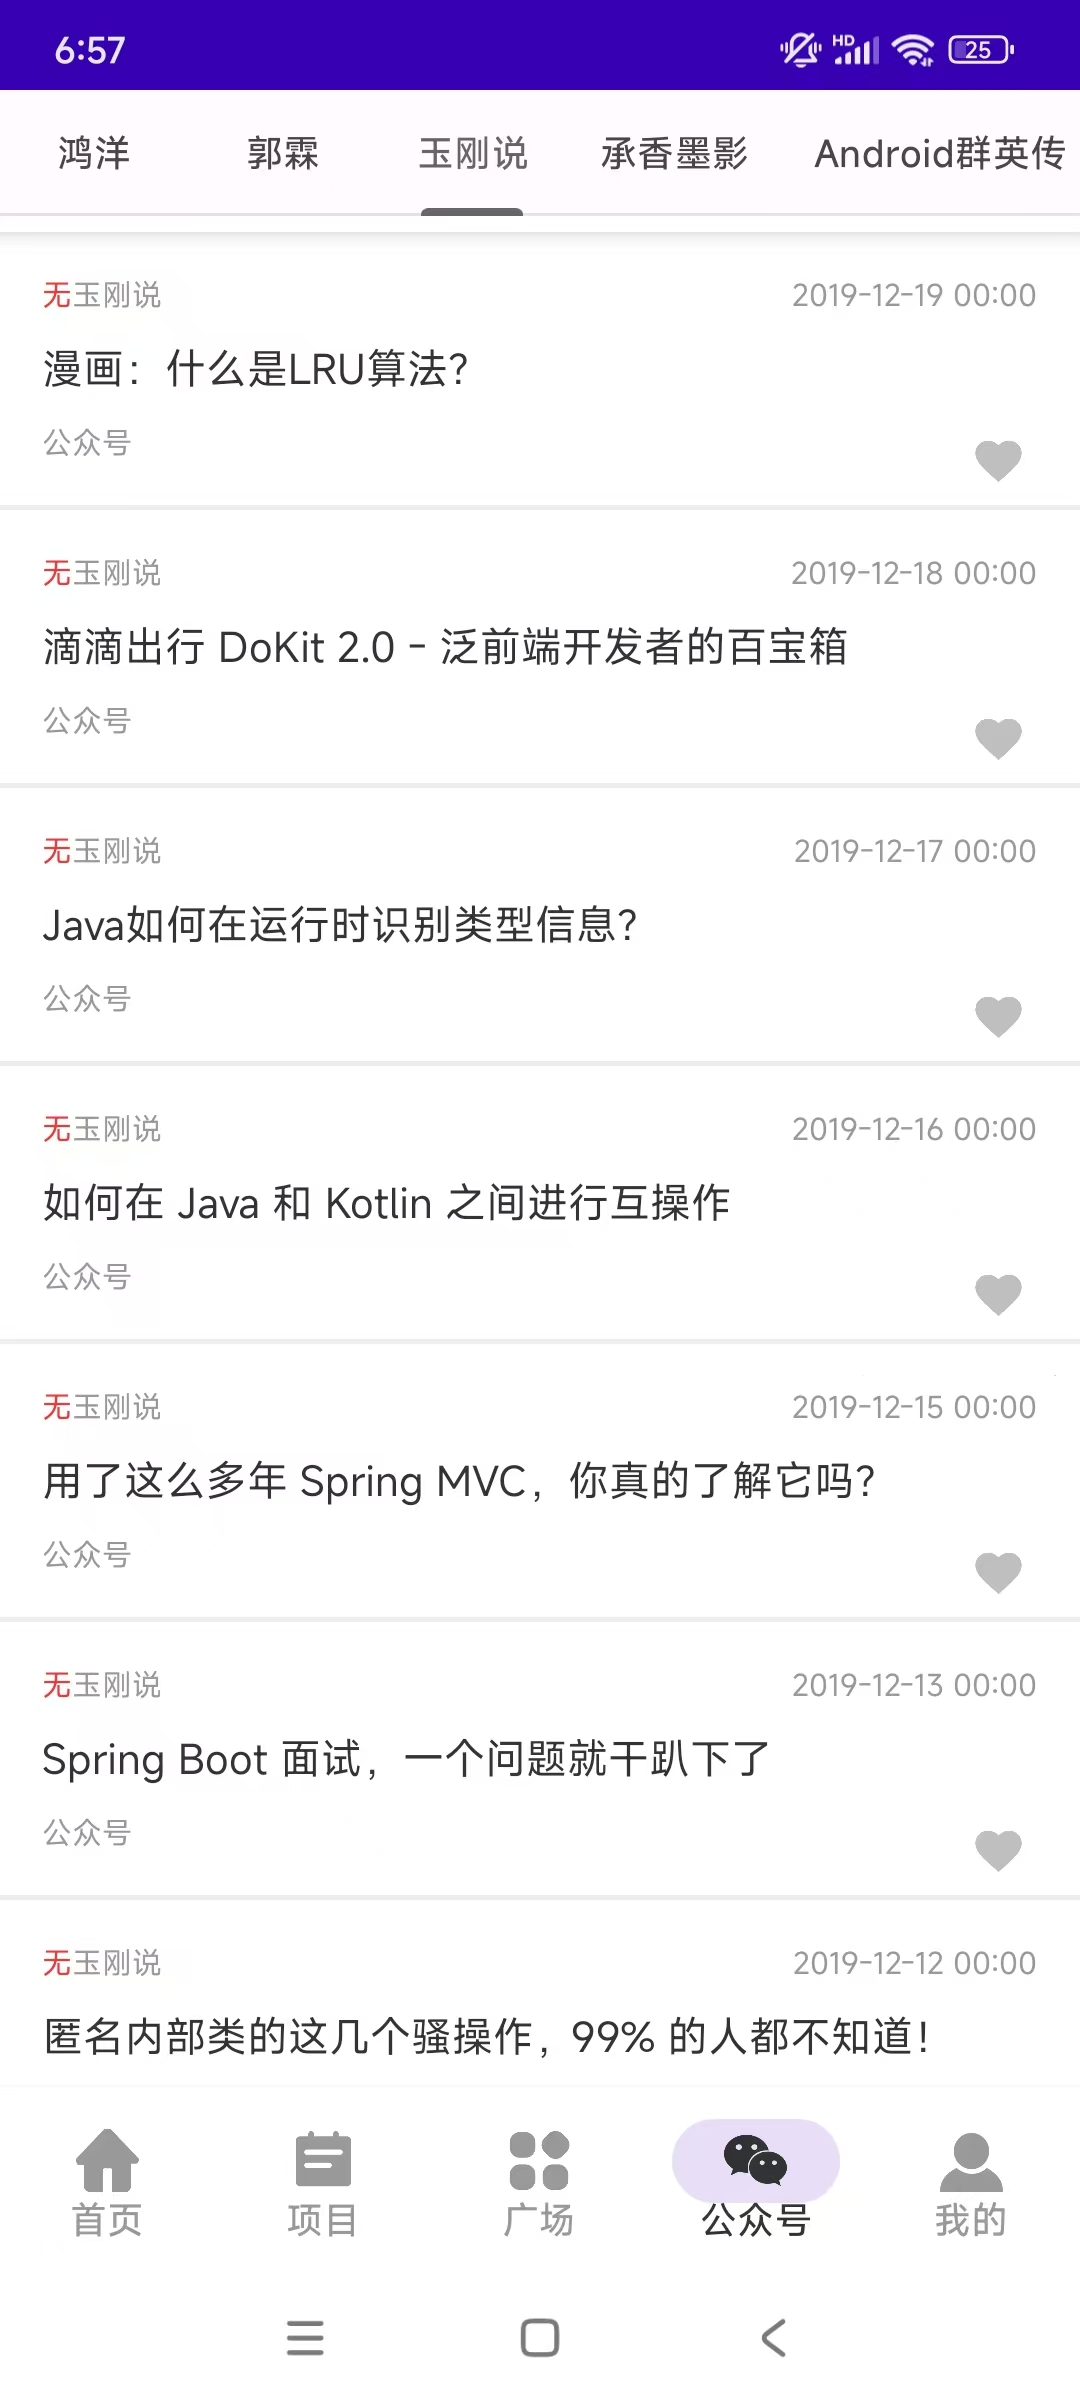 6:57
HD
25
鸿洋 郭霖 玉刚说 承香墨影 Android群英传
无玉刚说 2019-12-19 00:00
漫画：什么是LRU算法？
公众号
无玉刚说 2019-12-18 00:00
滴滴出行 DoKit 2.0 - 泛前端开发者的百宝箱
公众号
无玉刚说 2019-12-17 00:00
Java如何在运行时识别类型信息？
公众号
无玉刚说 2019-12-16 00:00
如何在 Java 和 Kotlin 之间进行互操作
公众号
无玉刚说 2019-12-15 00:00
用了这么多年 Spring MVC，你真的了解它吗？
公众号
无玉刚说 2019-12-13 00:00
Spring Boot 面试，一个问题就干趴下了
公众号
无玉刚说 2019-12-12 00:00
匿名内部类的这几个骚操作，99% 的人都不知道！
首页 项目 广场 公众号 我的